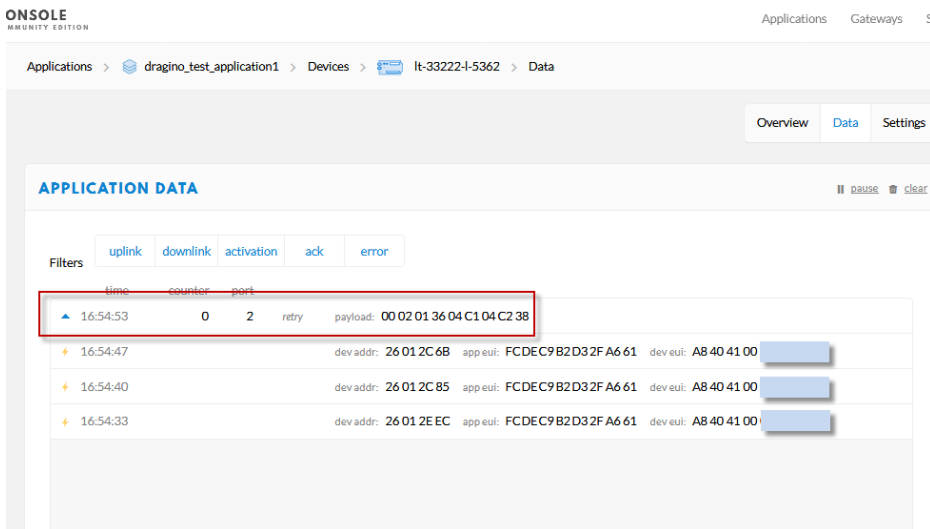 ONSOLE
MMUNITY EDITION
Applications Gateways S
Applications > dragino_test_application1 > Devices > lt-33222-l-5362 > Data
Overview Data Settings
APPLICATION DATA
pause clear
Filters uplink downlink activation ack error
time counter port
16:54:53 0 2 retry payload: 00 02 01 36 04 C1 04 C2 38
16:54:47 dev addr: 26 01 2C 6B app eui: FC DE C9 B2 D3 2F A6 61 dev eui: A8 40 41 00
16:54:40 dev addr: 26 01 2C 85 app eui: FC DE C9 B2 D3 2F A6 61 dev eui: A8 40 41 00
16:54:33 dev addr: 26 01 2E EC app eui: FC DE C9 B2 D3 2F A6 61 dev eui: A8 40 41 00